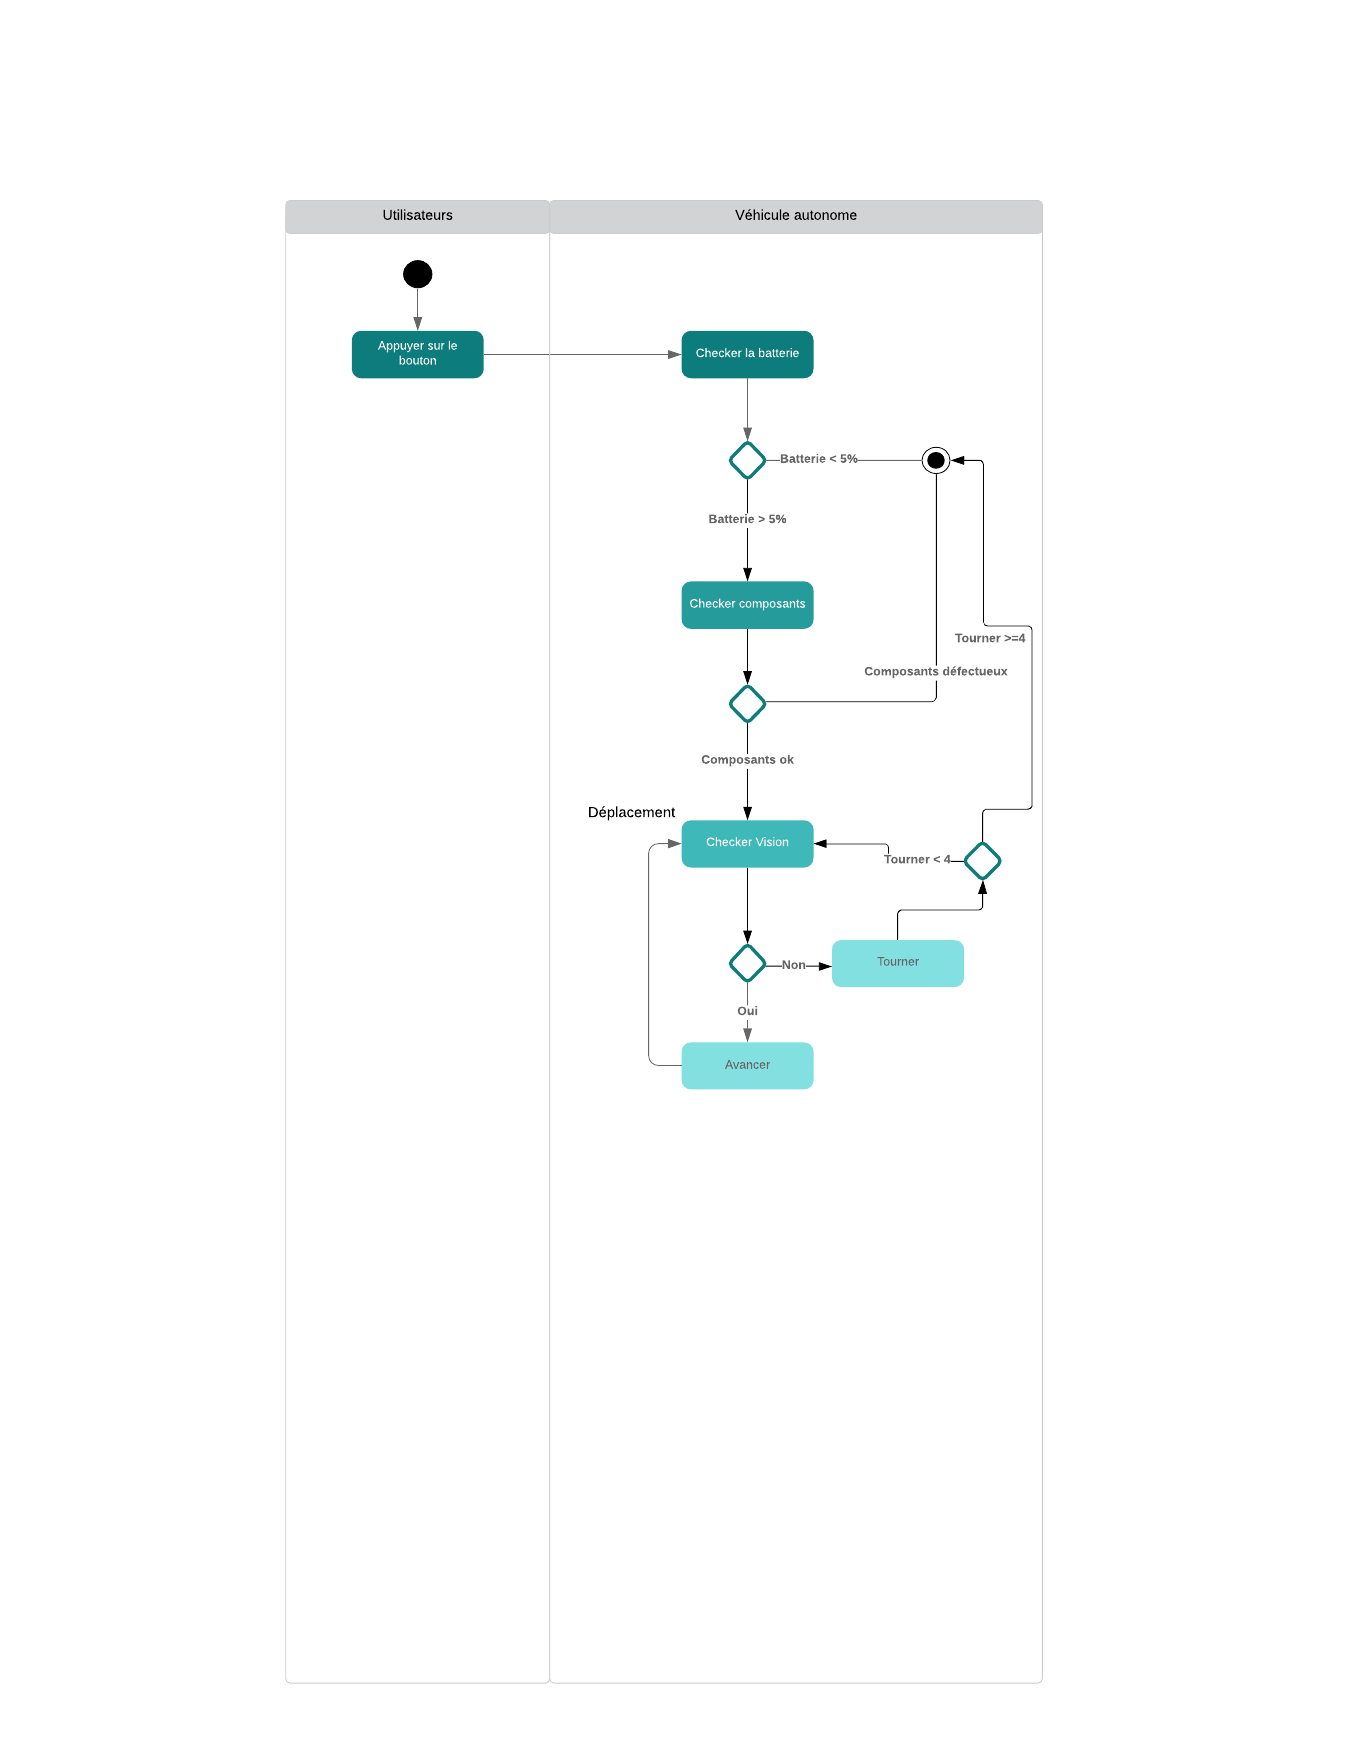 Utilisateurs
Véhicule autonome
Appuyer sur le
bouton
Checker la batterie
Batterie < 5%
Batterie > 5%
Checker composants
Tourner >=4
Composants défectueux
Composants ok
Déplacement
Checker Vision
Tourner < 4
Non
Tourner
Oui
Avancer